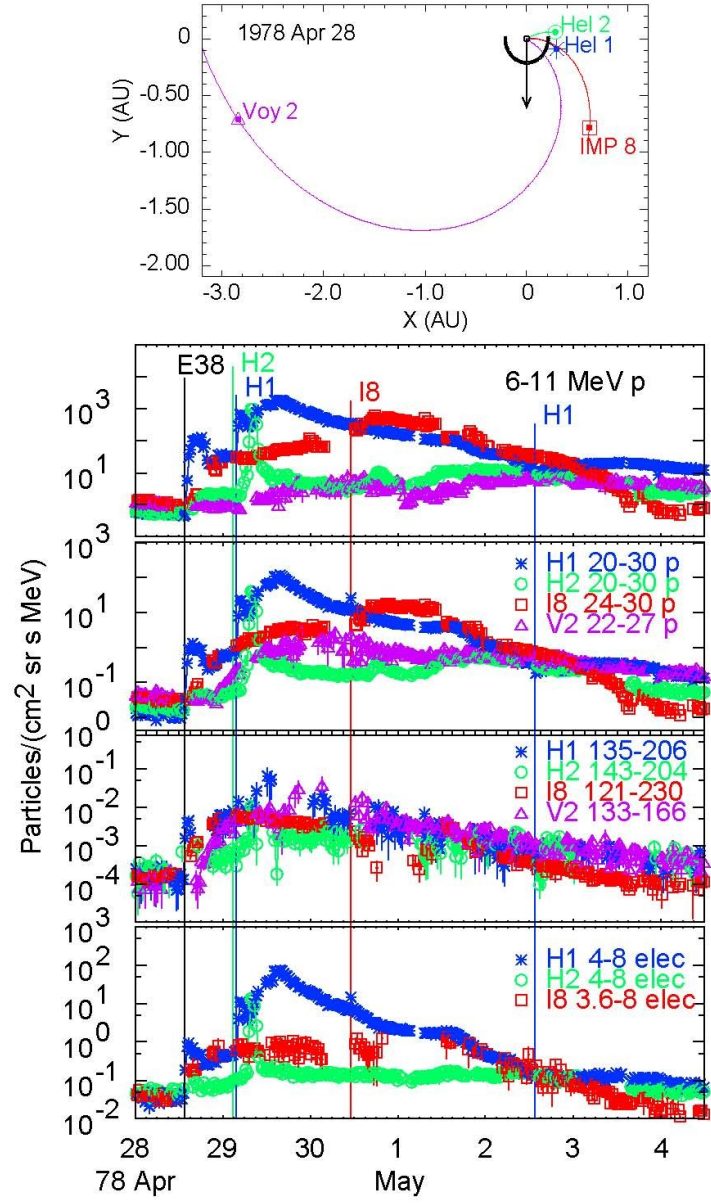 1978 Apr 28
Hel 2
Hel 1
Voy 2
IMP 8
Y (AU)
0
-0.50
-1.00
-1.50
-2.00
-3.0 -2.0 -1.0 0 1.0
X (AU)
E38 H2 6-11 MeV p
H1 I8 H1
10^3
10^1
10^3
H1 20-30 p
H2 20-30 p
I8 24-30 p
V2 22-27 p
10^1
10^-1
10^0
10^0
H1 135-206
H2 143-204
I8 121-230
V2 133-166
10^-1
10^-2
10^-3
10^-4
10^3
H1 4-8 elec
H2 4-8 elec
I8 3.6-8 elec
10^2
10^1
10^0
10^-1
10^-2
Particles/(cm^2 sr s MeV)
28 29 30 1 2 3 4
78 Apr May